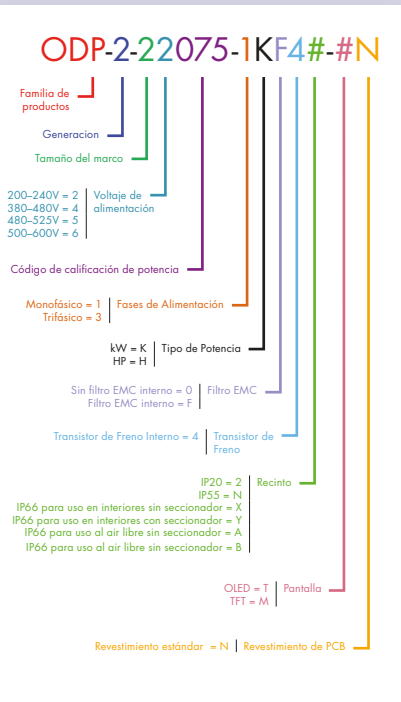 ODP-2-22075-1KF4#-#N
Familia de
productos
Generacion
Tamaño del marco
200–240V = 2 Voltaje de
380–480V = 4 alimentación
480–525V = 5
500–600V = 6
Código de calificación de potencia
Monofásico = 1 Fases de Alimentación
Trifásico = 3
kW = K Tipo de Potencia
HP = H
Sin filtro EMC interno = 0 Filtro EMC
Filtro EMC interno = F
Transistor de Freno Interno = 4 Transistor de
Freno
IP20 = 2 Recinto
IP55 = N
IP66 para uso en interiores sin seccionador = X
IP66 para uso en interiores con seccionador = Y
IP66 para uso al aire libre sin seccionador = A
IP66 para uso al aire libre sin seccionador = B
OLED = T Pantalla
TFT = M
Revestimiento estándar = N Revestimiento de PCB